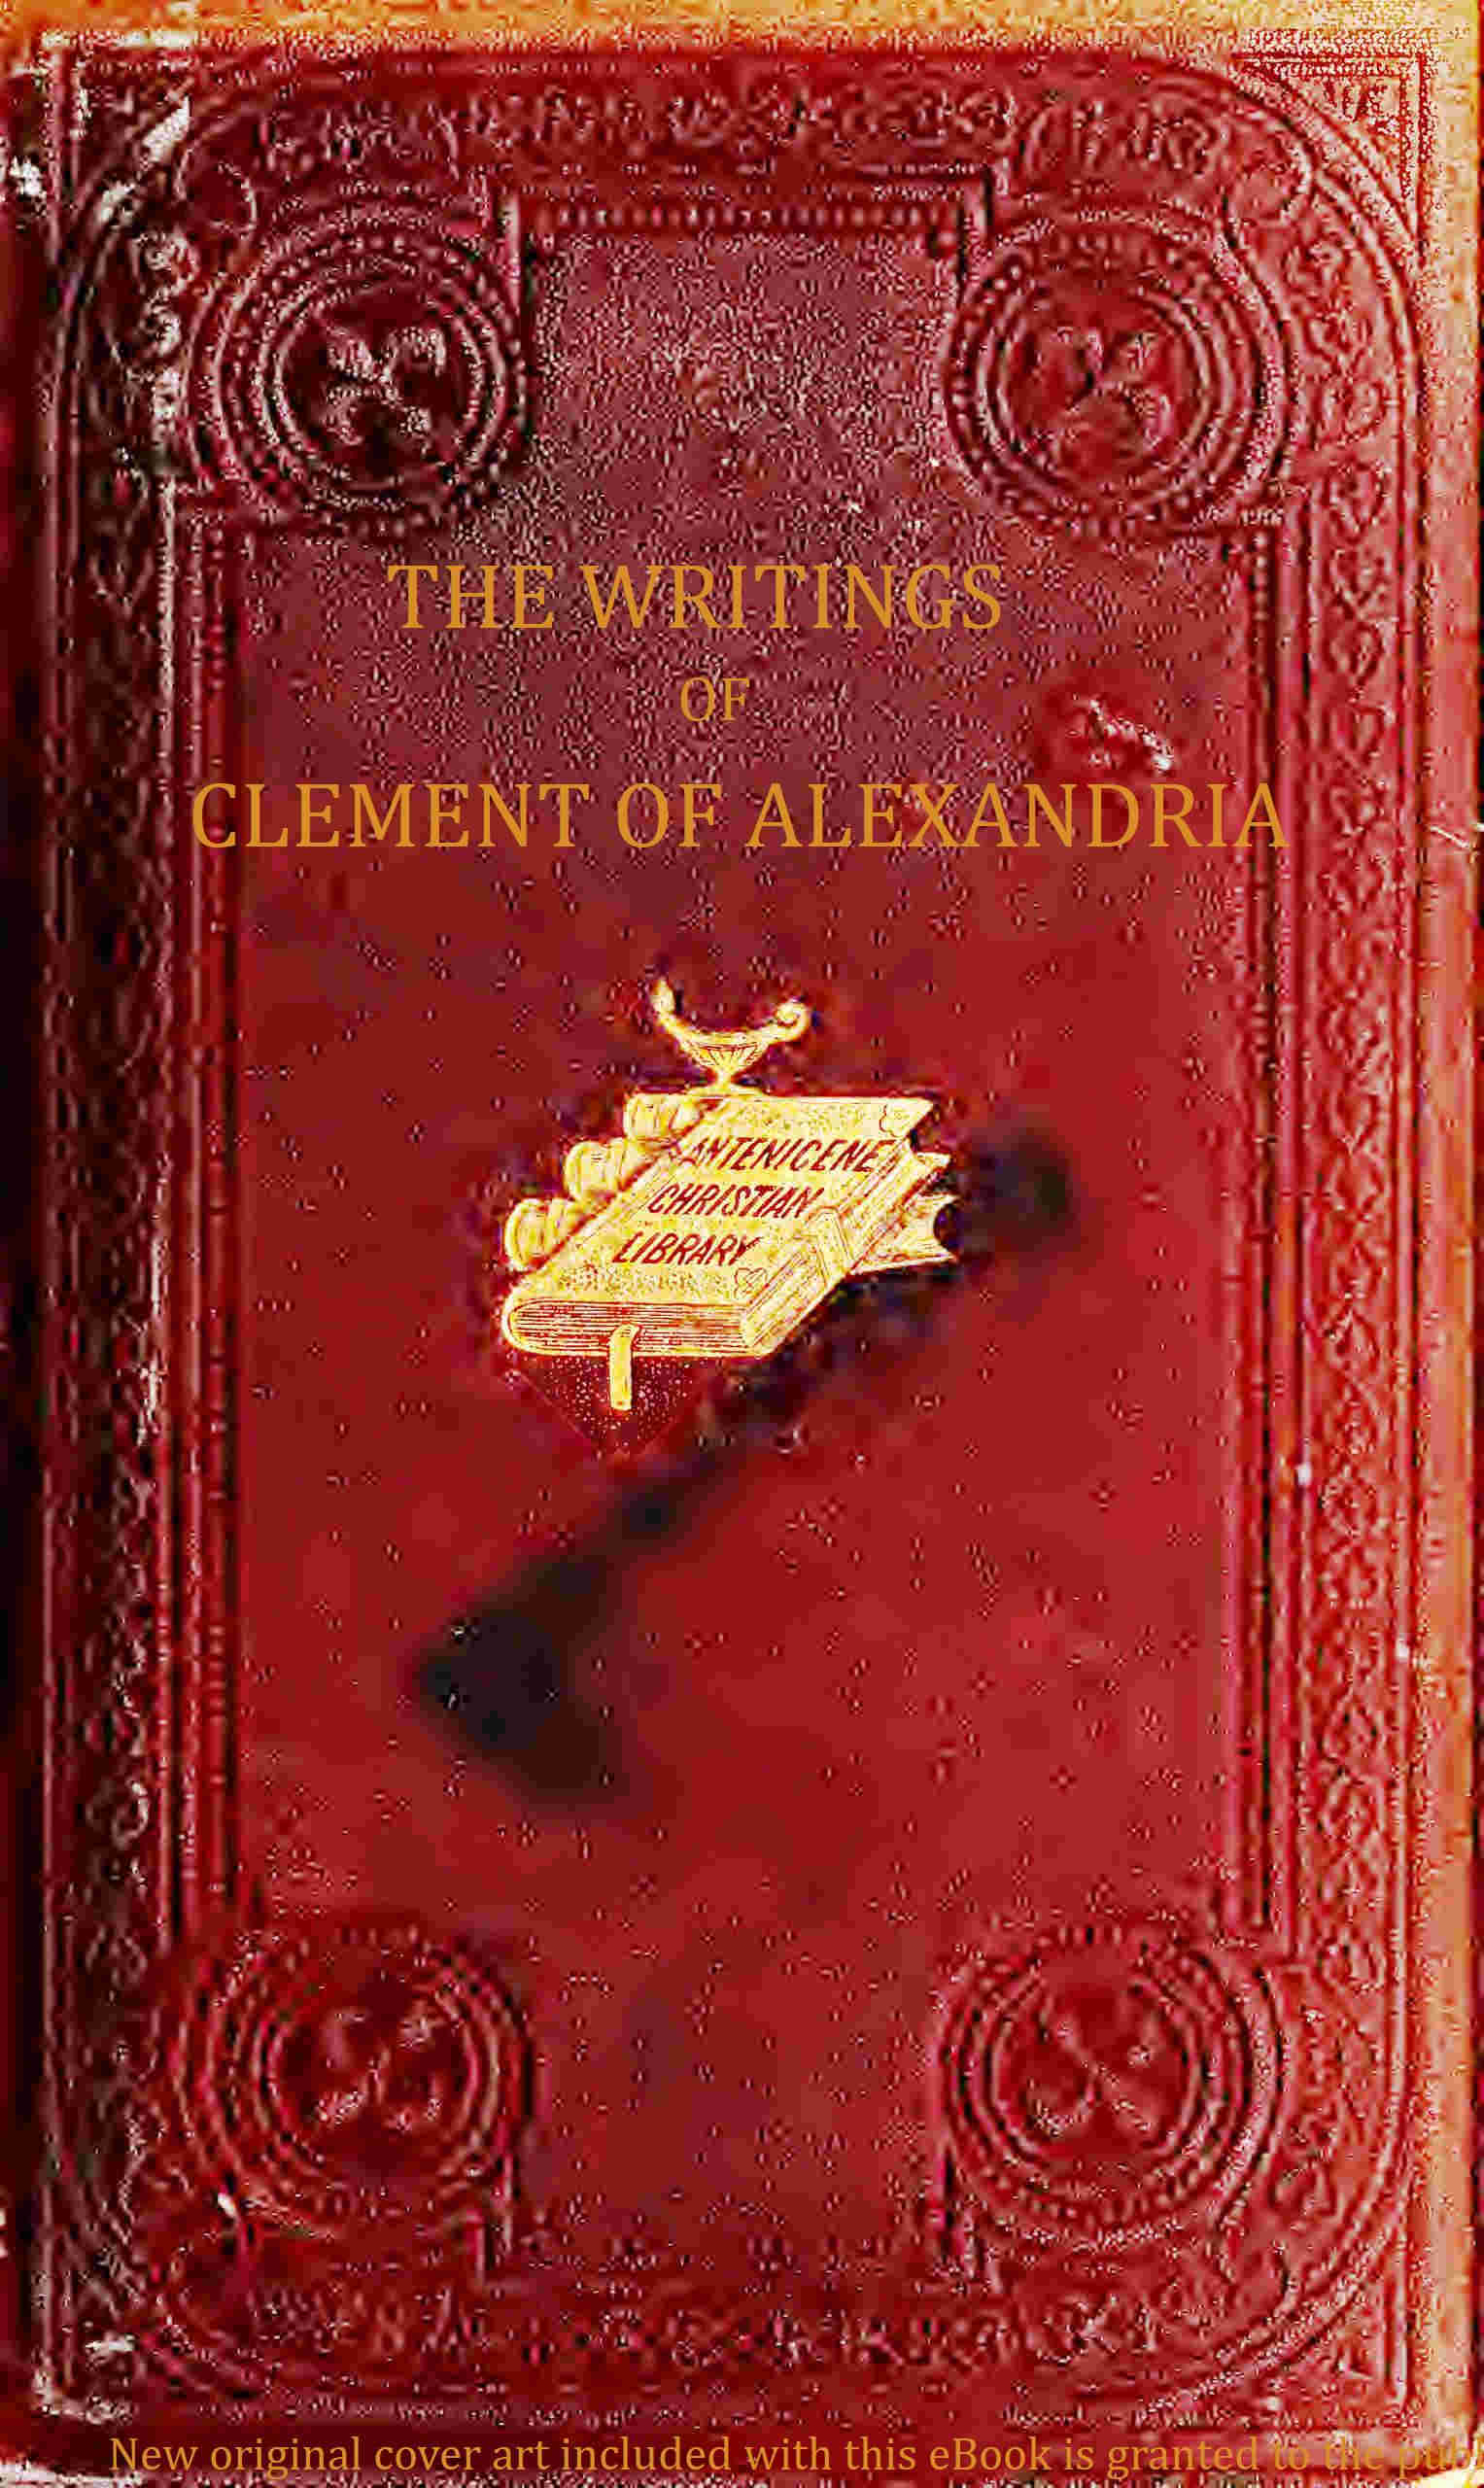 THE WRITINGS
OF
CLEMENT OF ALEXANDRIA
ANTENICENE
CHRISTIAN
LIBRARY
New original cover art included with this eBook is granted to the